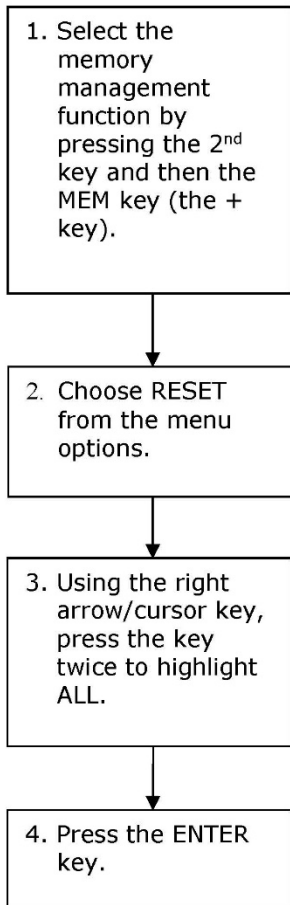 1. Select the
memory
management
function by
pressing the 2nd
key and then the
MEM key (the +
key).
2. Choose RESET
from the menu
options.
3. Using the right
arrow/cursor key,
press the key
twice to highlight
ALL.
4. Press the ENTER
key.